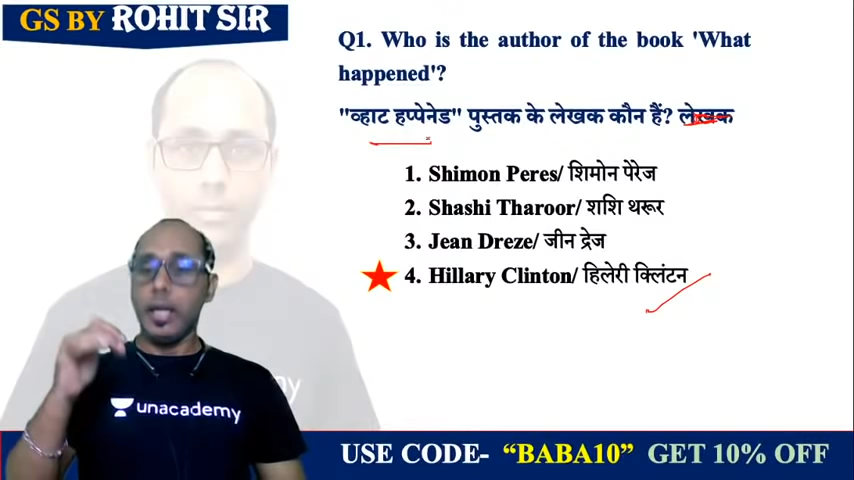 GS BY ROHIT SIR
Q1. Who is the author of the book 'What
happened'?
"व्हाट हप्पेनेड" पुस्तक के लेखक कौन हैं? लेखक
1. Shimon Peres/ शिमोन पेरेज
2. Shashi Tharoor/ शशि थरूर
3. Jean Dreze/ जीन द्रेज
4. Hillary Clinton/ हिलेरी क्लिंटन
unacademy
USE CODE- “BABA10” GET 10% OFF